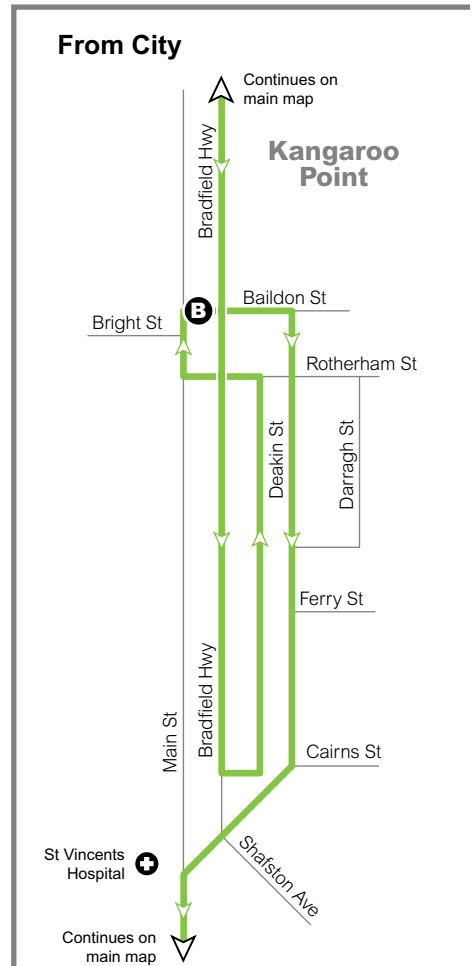 From City
Continues on
main map
Bradfield Hwy
Kangaroo
Point
B
Baildon St
Bright St
Rotherham St
Deakin St
Darragh St
Ferry St
Bradfield Hwy
Main St
Cairns St
Shafston Ave
St Vincents
Hospital
Continues on
main map